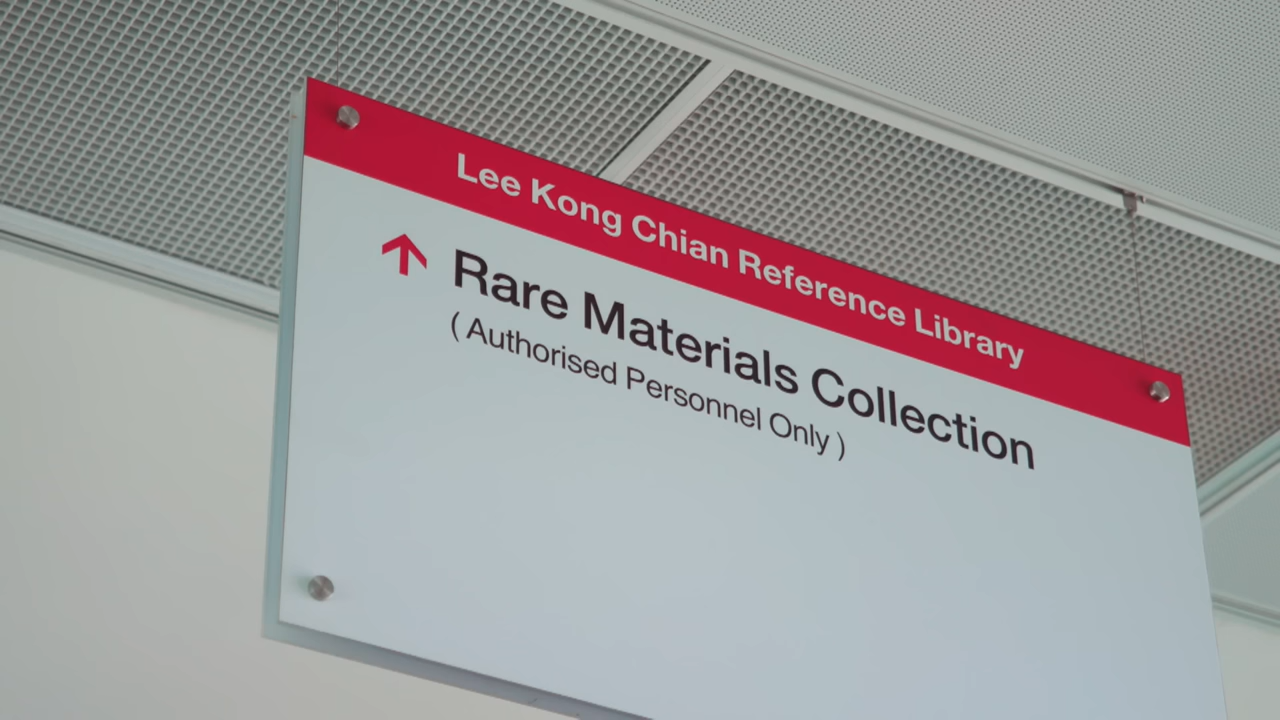 Lee Kong Chian Reference Library
↑ Rare Materials Collection
( Authorised Personnel Only )